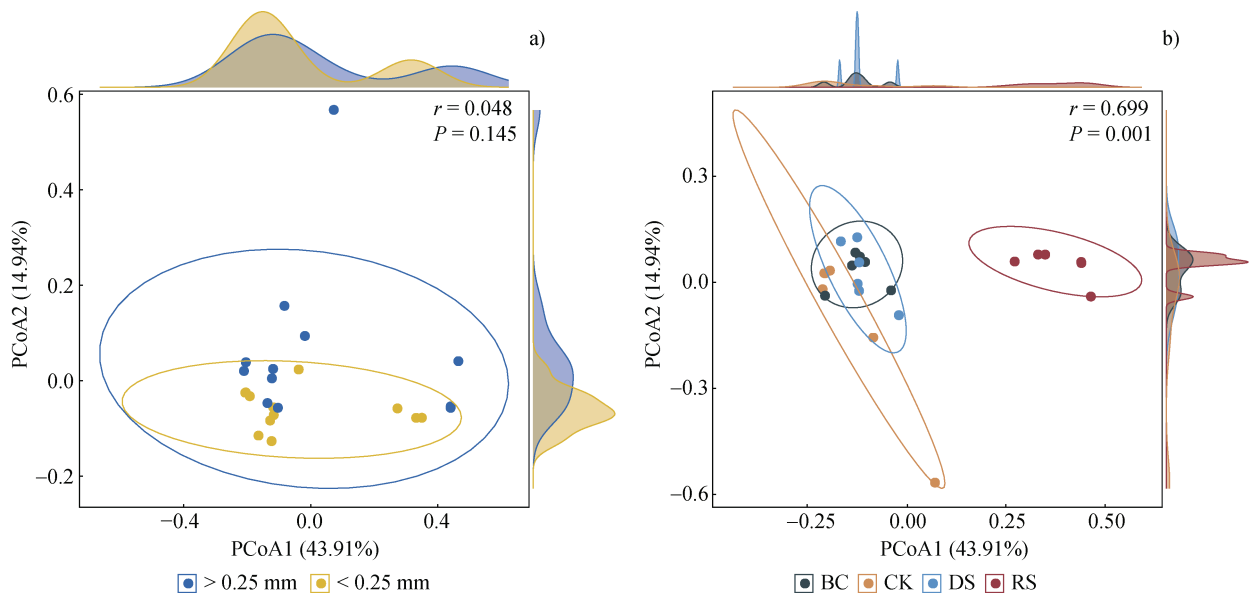 a)
r = 0.048
P = 0.145
0.6
0.4
0.2
0.0
−0.2
PCoA2 (14.94%)
−0.4
0.0
0.4
PCoA1 (43.91%)
> 0.25 mm
< 0.25 mm
b)
r = 0.699
P = 0.001
0.3
0.0
−0.3
−0.6
PCoA2 (14.94%)
−0.25
0.00
0.25
0.50
PCoA1 (43.91%)
BC
CK
DS
RS